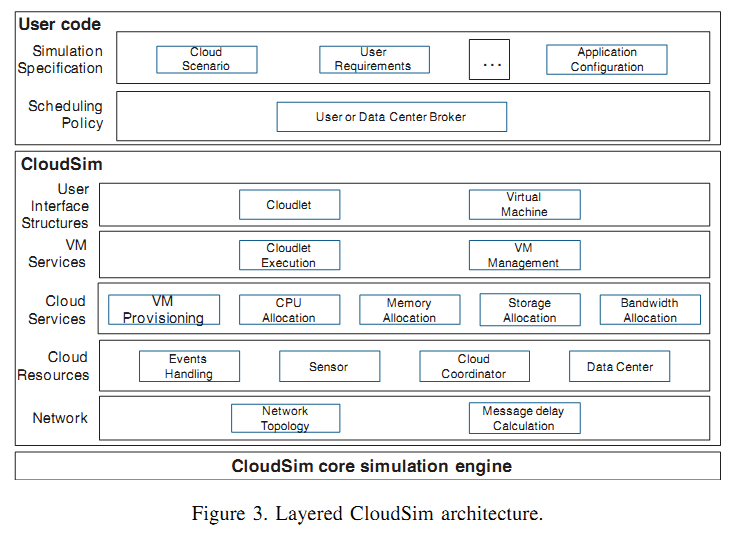 User code
Simulation
Specification
Cloud
Scenario
User
Requirements
...
Application
Configuration
Scheduling
Policy
User or Data Center Broker
CloudSim
User
Interface
Structures
Cloudlet
Virtual
Machine
VM
Services
Cloudlet
Execution
VM
Management
Cloud
Services
VM
Provisioning
CPU
Allocation
Memory
Allocation
Storage
Allocation
Bandwidth
Allocation
Cloud
Resources
Events
Handling
Sensor
Cloud
Coordinator
Data Center
Network
Network
Topology
Message delay
Calculation
CloudSim core simulation engine
Figure 3. Layered CloudSim architecture.